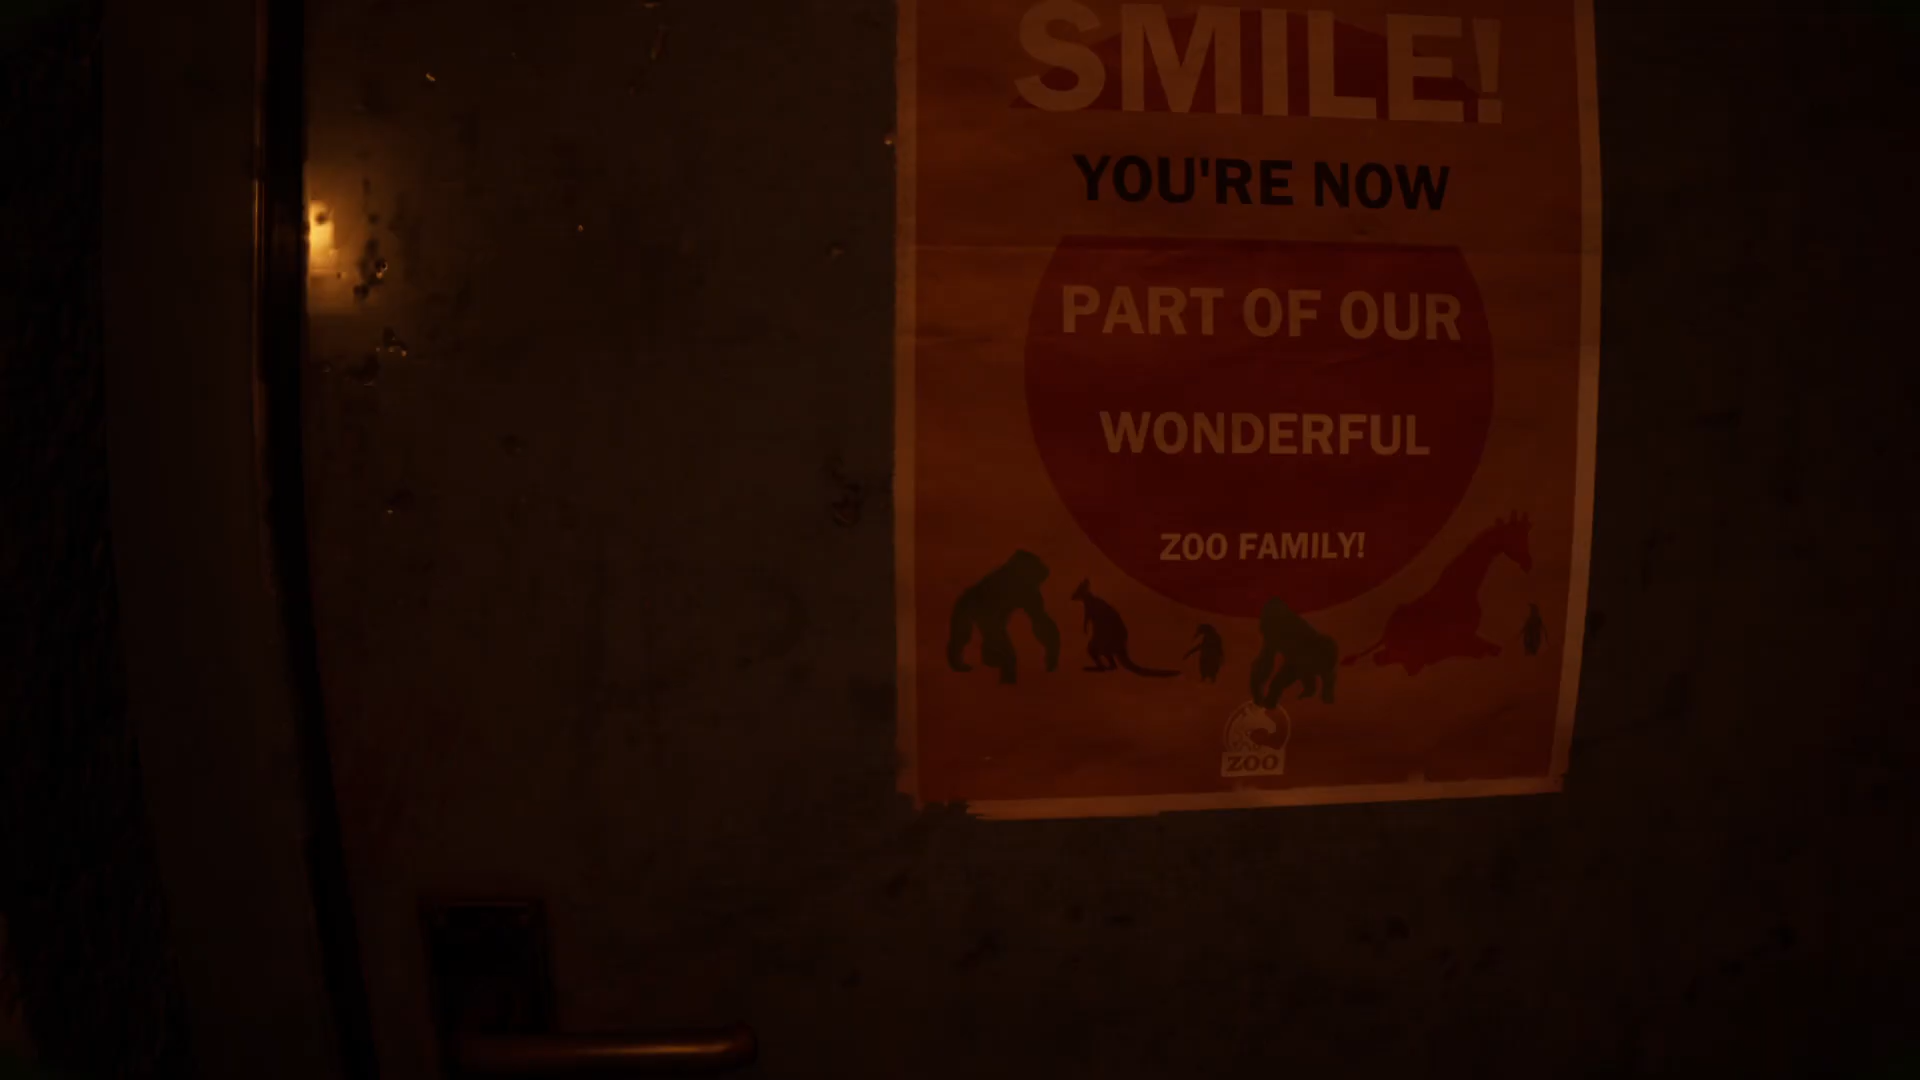 SMILE!
YOU'RE NOW
PART OF OUR
WONDERFUL
ZOO FAMILY!
ZOO